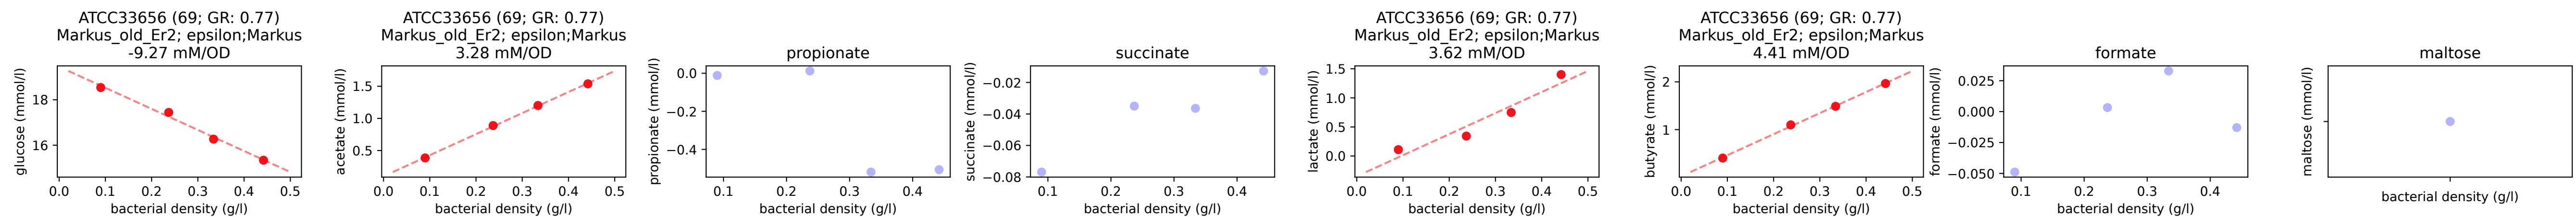 ATCC33656 (69; GR: 0.77)
Markus_old_Er2; epsilon;Markus
-9.27 mM/OD
glucose (mmol/l)
18
16
0.0 0.1 0.2 0.3 0.4 0.5
bacterial density (g/l)
ATCC33656 (69; GR: 0.77)
Markus_old_Er2; epsilon;Markus
3.28 mM/OD
acetate (mmol/l)
1.5
1.0
0.5
0.0 0.1 0.2 0.3 0.4 0.5
bacterial density (g/l)
propionate
propionate (mmol/l)
0.0
−0.2
−0.4
0.1 0.2 0.3 0.4
bacterial density (g/l)
succinate
succinate (mmol/l)
−0.02
−0.04
−0.06
−0.08
0.1 0.2 0.3 0.4
bacterial density (g/l)
ATCC33656 (69; GR: 0.77)
Markus_old_Er2; epsilon;Markus
3.62 mM/OD
lactate (mmol/l)
1.5
1.0
0.5
0.0
0.0 0.1 0.2 0.3 0.4 0.5
bacterial density (g/l)
ATCC33656 (69; GR: 0.77)
Markus_old_Er2; epsilon;Markus
4.41 mM/OD
butyrate (mmol/l)
2
1
0.0 0.1 0.2 0.3 0.4 0.5
bacterial density (g/l)
formate
formate (mmol/l)
0.025
0.000
−0.025
−0.050
0.1 0.2 0.3 0.4
bacterial density (g/l)
maltose
maltose (mmol/l)
bacterial density (g/l)